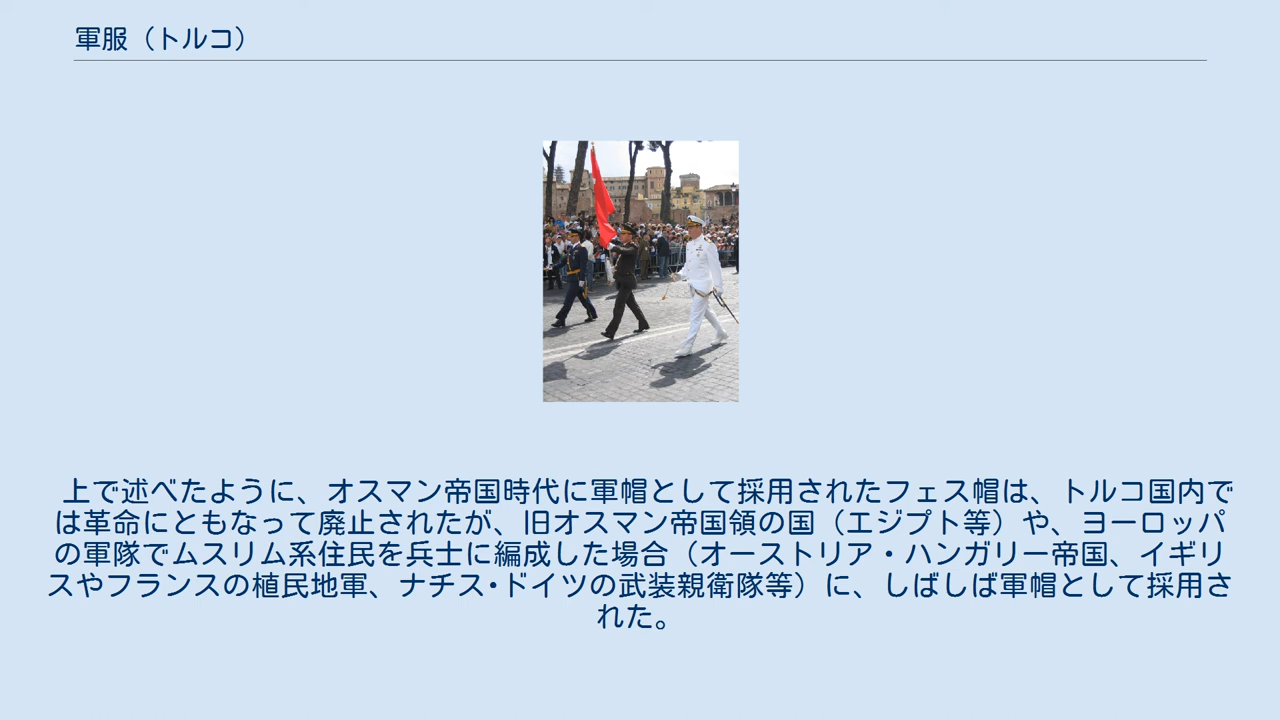 軍服（トルコ）
上で述べたように、オスマン帝国時代に軍帽として採用されたフェス帽は、トルコ国内で
は革命にともなって廃止されたが、旧オスマン帝国領の国（エジプト等）や、ヨーロッパ
の軍隊でムスリム系住民を兵士に編成した場合（オーストリア・ハンガリー帝国、イギリ
スやフランスの植民地軍、ナチス･ドイツの武装親衛隊等）に、しばしば軍帽として採用さ
れた。